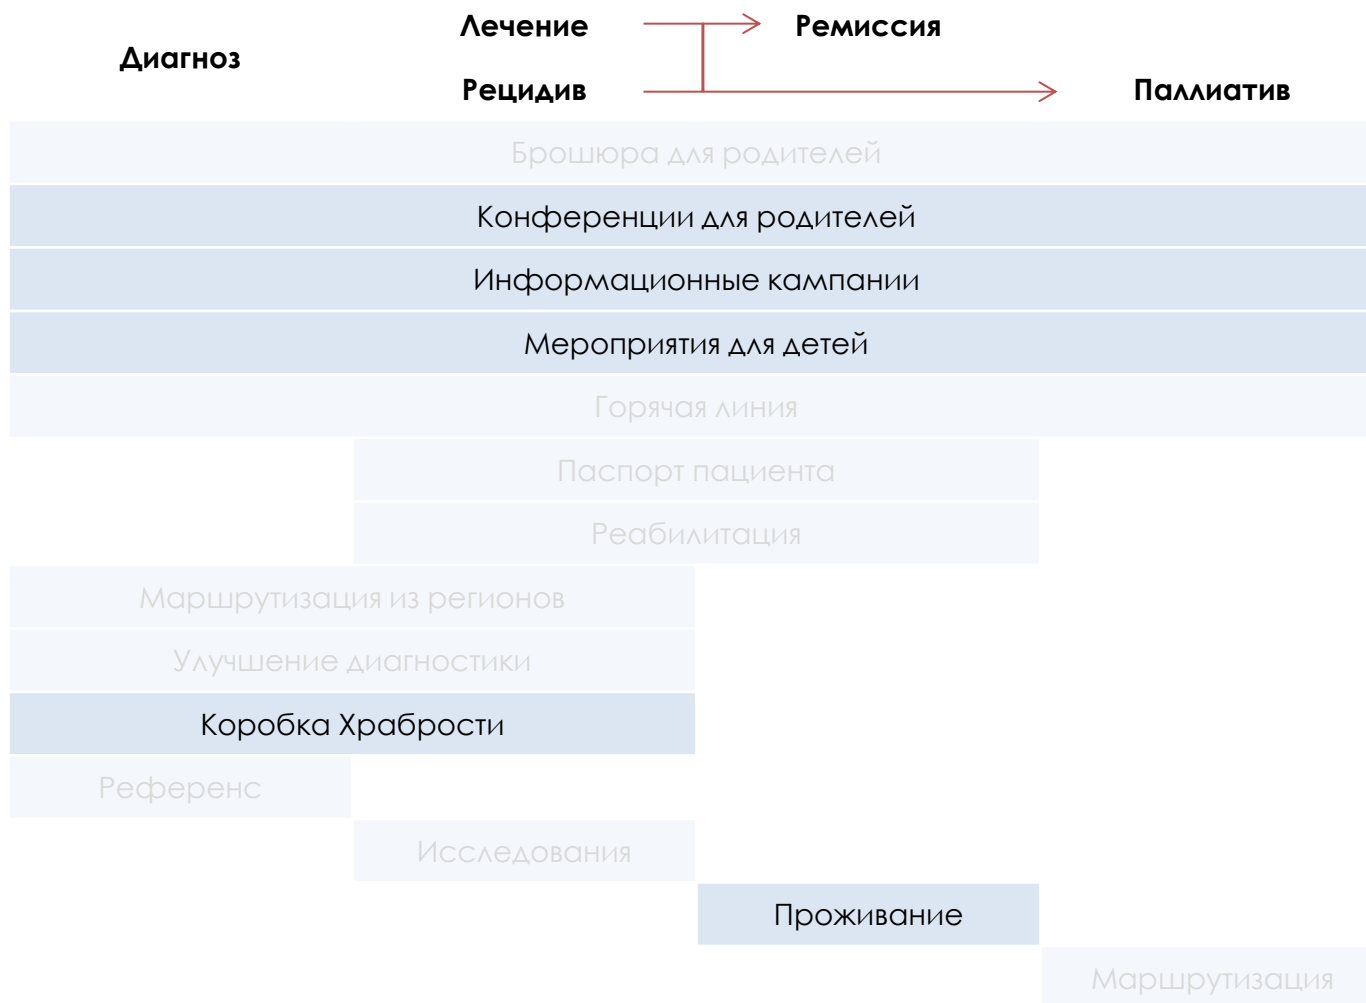 Диагноз
Лечение
Ремиссия
Рецидив
Паллиатив
Брошюра для родителей
Конференции для родителей
Информационные кампании
Мероприятия для детей
Горячая линия
Паспорт пациента
Реабилитация
Маршрутизация из регионов
Улучшение диагностики
Коробка Храбрости
Референс
Исследования
Проживание
Маршрутизация